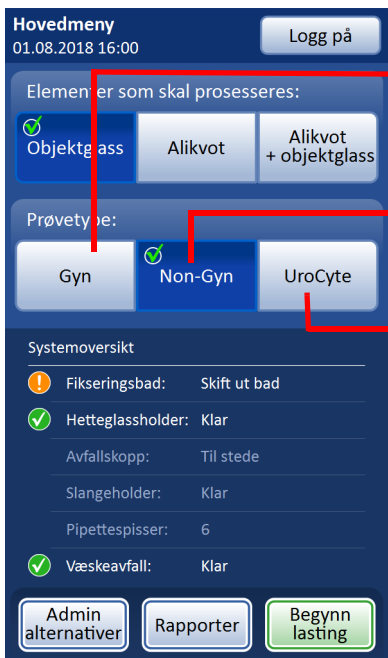 Hovedmeny
01.08.2018 16:00
Logg på
Elementer som skal prosesseres:
Objektglass
Alikvot
Alikvot
+ objektglass
Prøvetype:
Gyn
Non-Gyn
UroCyte
Systemoversikt
Fikseringsbad: Skift ut bad
Hetteglassholder: Klar
Avfallskopp: Til stede
Slangeholder: Klar
Pipettespisser: 6
Væskeavfall: Klar
Admin
alternativer
Rapporter
Begynn
lasting